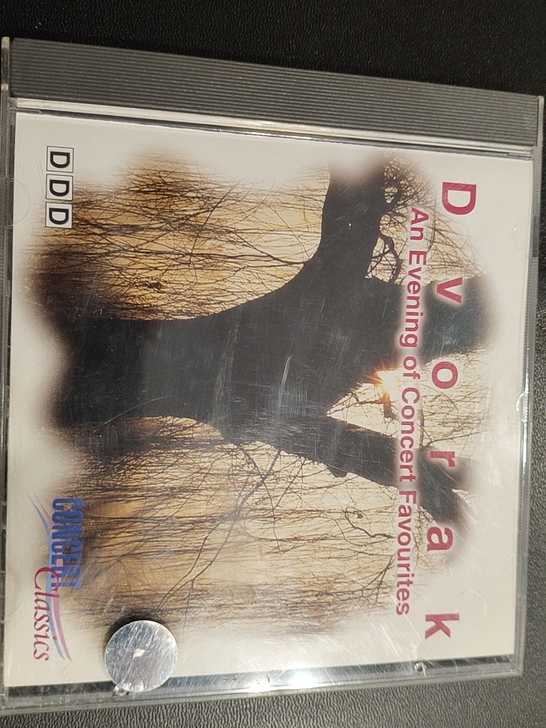 Dvorak
An Evening of Concert Favourites
DDD
CONCERT
Classics